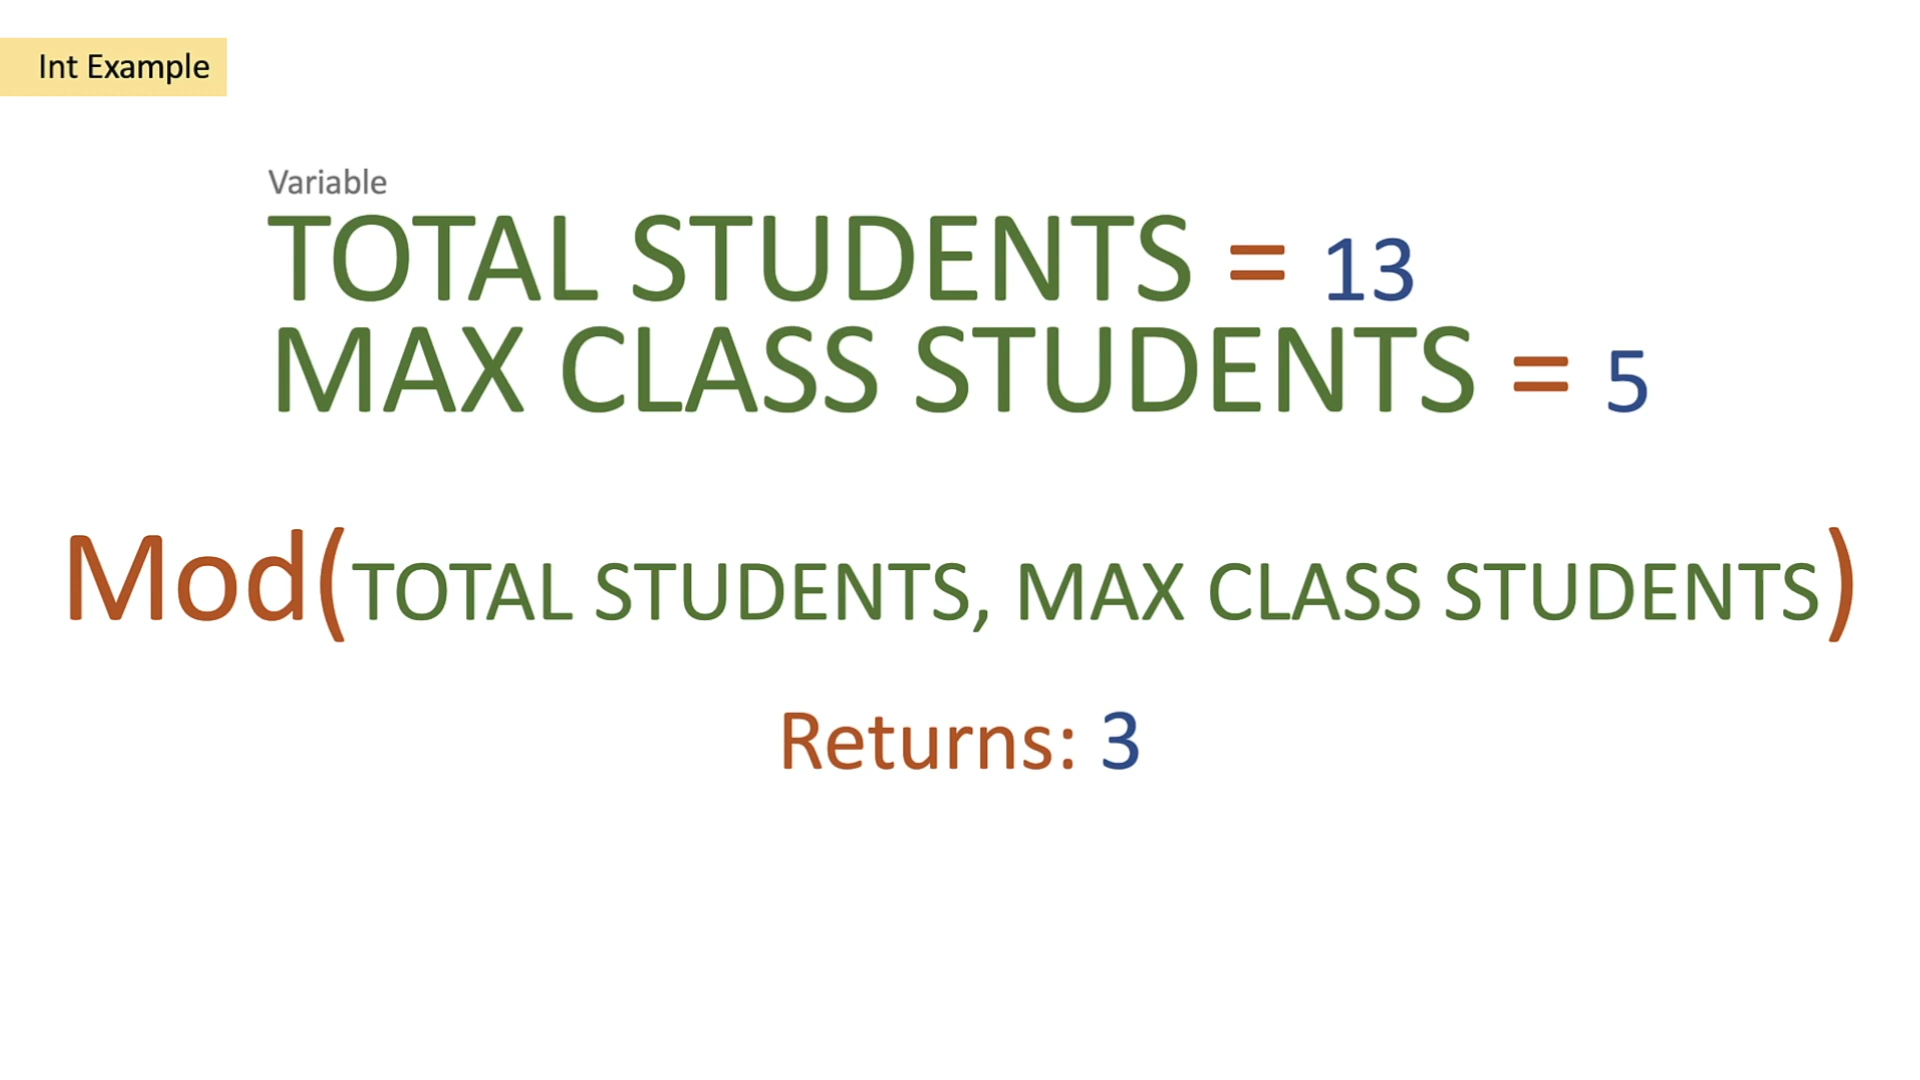 Int Example
Variable
TOTAL STUDENTS = 13
MAX CLASS STUDENTS = 5
Mod(TOTAL STUDENTS, MAX CLASS STUDENTS)
Returns: 3